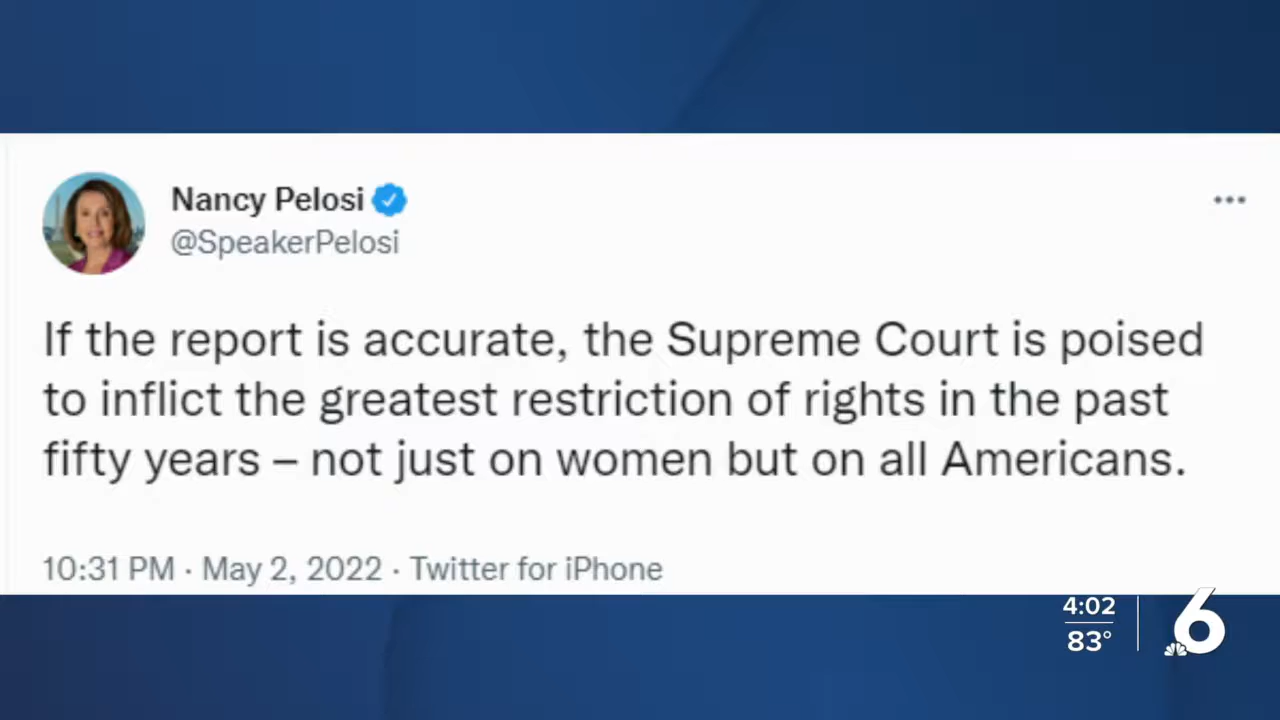 Nancy Pelosi
@SpeakerPelosi
If the report is accurate, the Supreme Court is poised
to inflict the greatest restriction of rights in the past
fifty years – not just on women but on all Americans.
10:31 PM · May 2, 2022 · Twitter for iPhone
4:02
83°
6